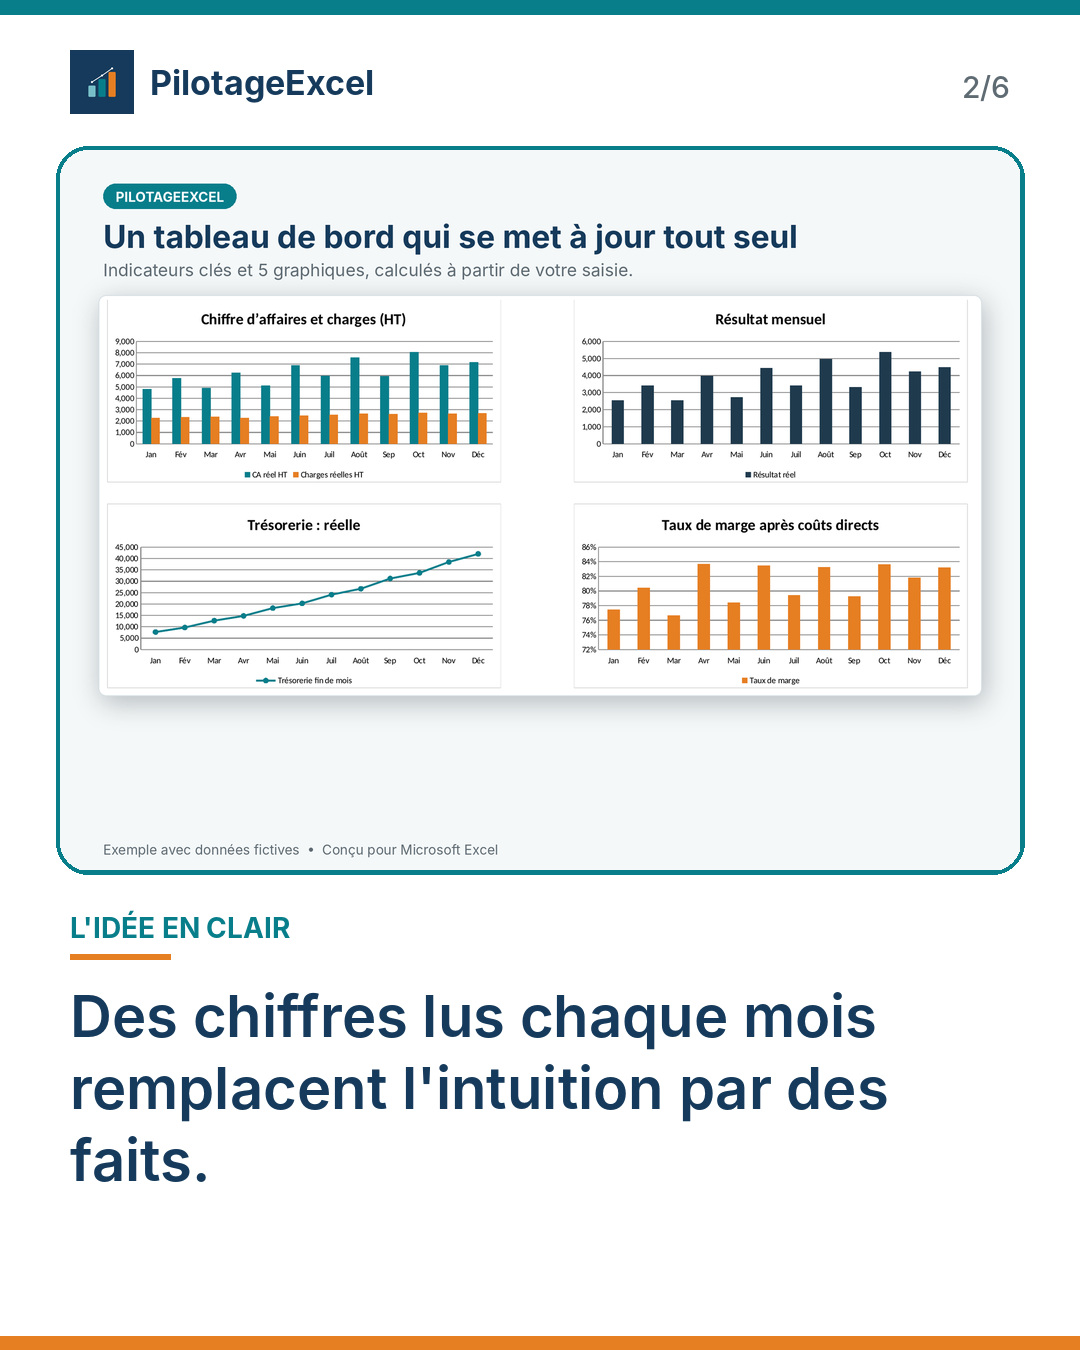 PilotageExcel
2/6
PILOTAGEEXCEL
Un tableau de bord qui se met à jour tout seul
Indicateurs clés et 5 graphiques, calculés à partir de votre saisie.
Chiffre d’affaires et charges (HT)
9,000
8,000
7,000
6,000
5,000
4,000
3,000
2,000
1,000
0
Jan Fév Mar Avr Mai Juin Juil Août Sep Oct Nov Déc
CA réel HT Charges réelles HT
Résultat mensuel
6,000
5,000
4,000
3,000
2,000
1,000
0
Jan Fév Mar Avr Mai Juin Juil Août Sep Oct Nov Déc
Résultat réel
Trésorerie : réelle
45,000
40,000
35,000
30,000
25,000
20,000
15,000
10,000
5,000
0
Jan Fév Mar Avr Mai Juin Juil Août Sep Oct Nov Déc
Trésorerie fin de mois
Taux de marge après coûts directs
86%
84%
82%
80%
78%
76%
74%
72%
Jan Fév Mar Avr Mai Juin Juil Août Sep Oct Nov Déc
Taux de marge
Exemple avec données fictives • Conçu pour Microsoft Excel
L'IDÉE EN CLAIR
Des chiffres lus chaque mois
remplacent l'intuition par des
faits.